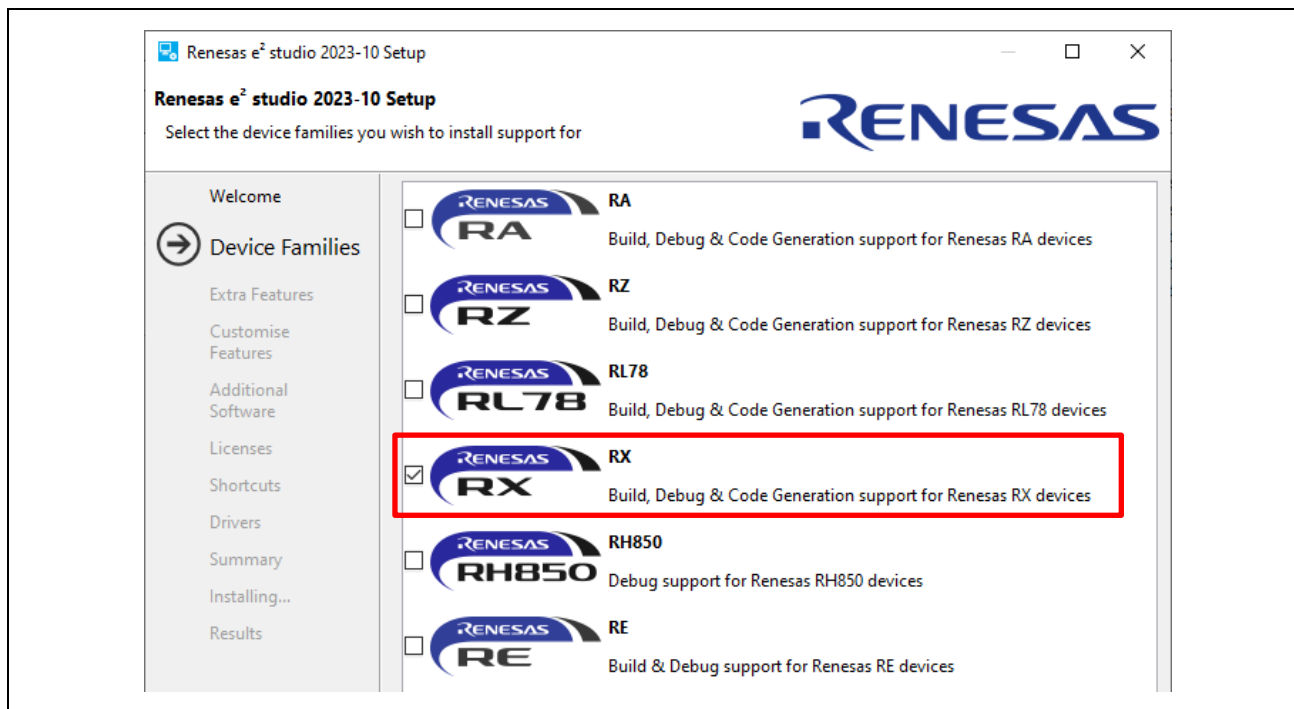 Renesas e² studio 2023-10 Setup
Renesas e² studio 2023-10 Setup
Select the device families you wish to install support for
RENESAS
Welcome
Device Families
Extra Features
Customise
Features
Additional
Software
Licenses
Shortcuts
Drivers
Summary
Installing...
Results
RENESAS
RA
RA
Build, Debug & Code Generation support for Renesas RA devices
RENESAS
RZ
RZ
Build, Debug & Code Generation support for Renesas RZ devices
RENESAS
RL78
RL78
Build, Debug & Code Generation support for Renesas RL78 devices
RENESAS
RX
RX
Build, Debug & Code Generation support for Renesas RX devices
RENESAS
RH850
RH850
Debug support for Renesas RH850 devices
RENESAS
RE
RE
Build & Debug support for Renesas RE devices